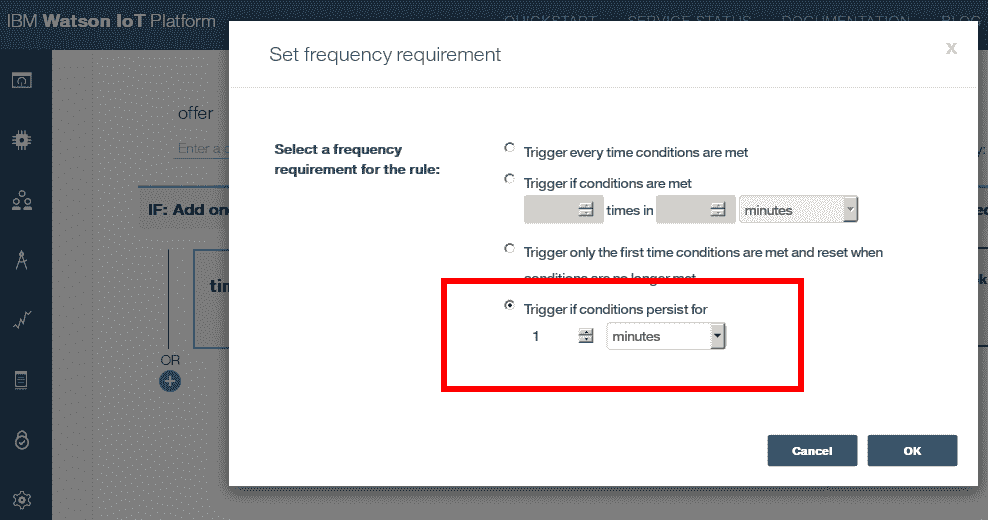 IBM Watson IoT Platform
QUICKSTART SERVICE STATUS DOCUMENTATION BLOG
Set frequency requirement
X
offer
Enter a
Select a frequency
requirement for the rule:
Trigger every time conditions are met
Trigger if conditions are met
times in
minutes
Trigger only the first time conditions are met and reset when
conditions are no longer met
IF: Add on
tim
OR
Trigger if conditions persist for
1
minutes
Cancel
OK